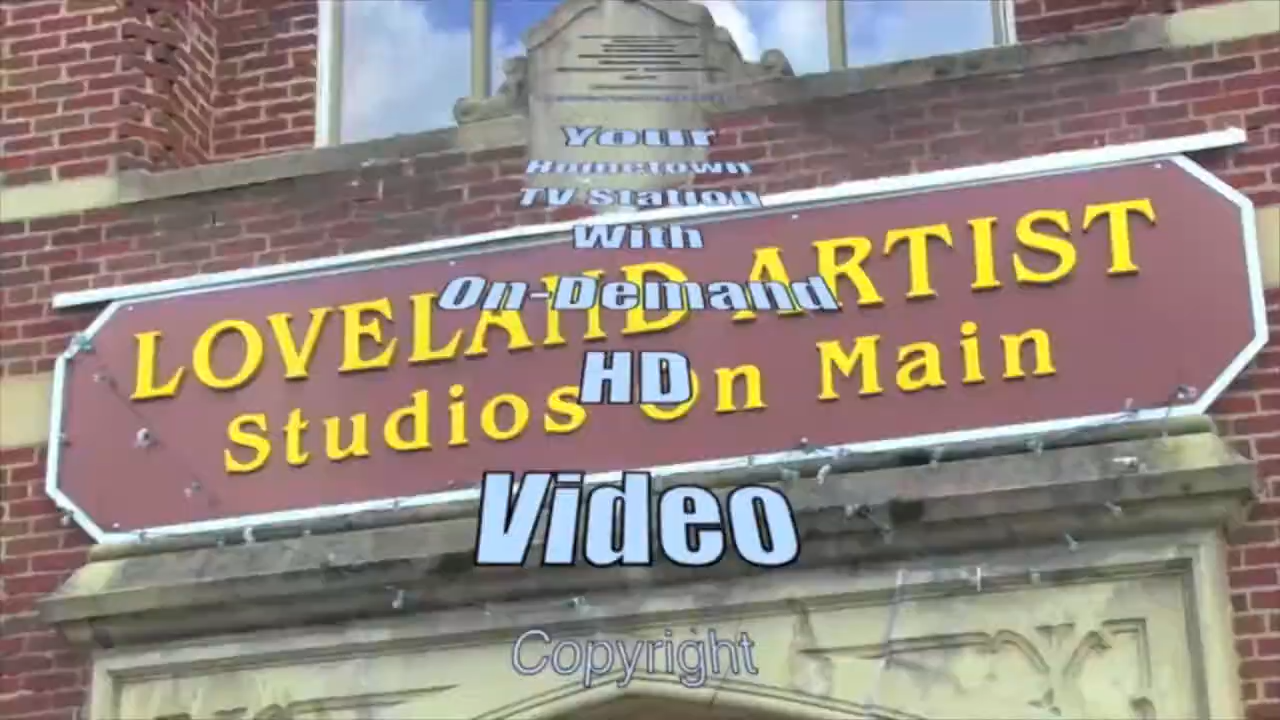 Your
Hometown
TV Station
With
On-Demand
HD
Video
Copyright
LOVELAND ARTIST
Studios On Main